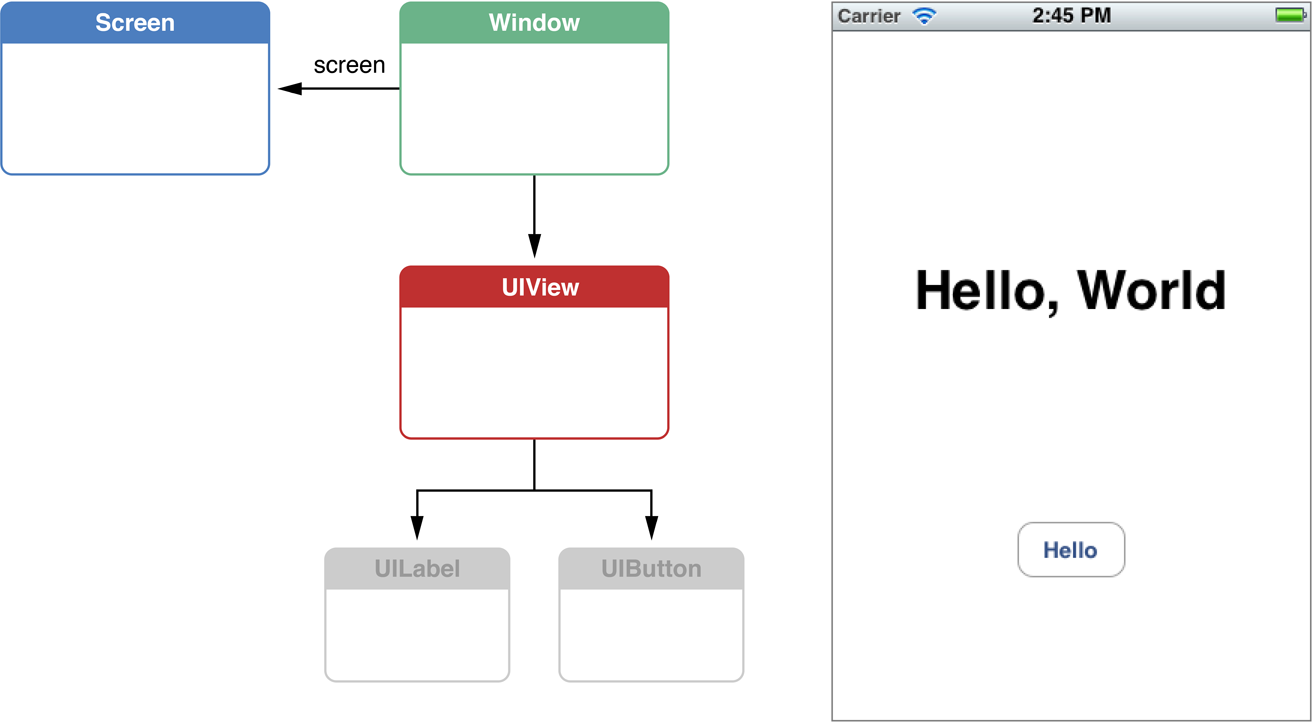 Screen
Window
screen
UIView
UILabel
UIButton
Carrier 2:45 PM
Hello, World
Hello